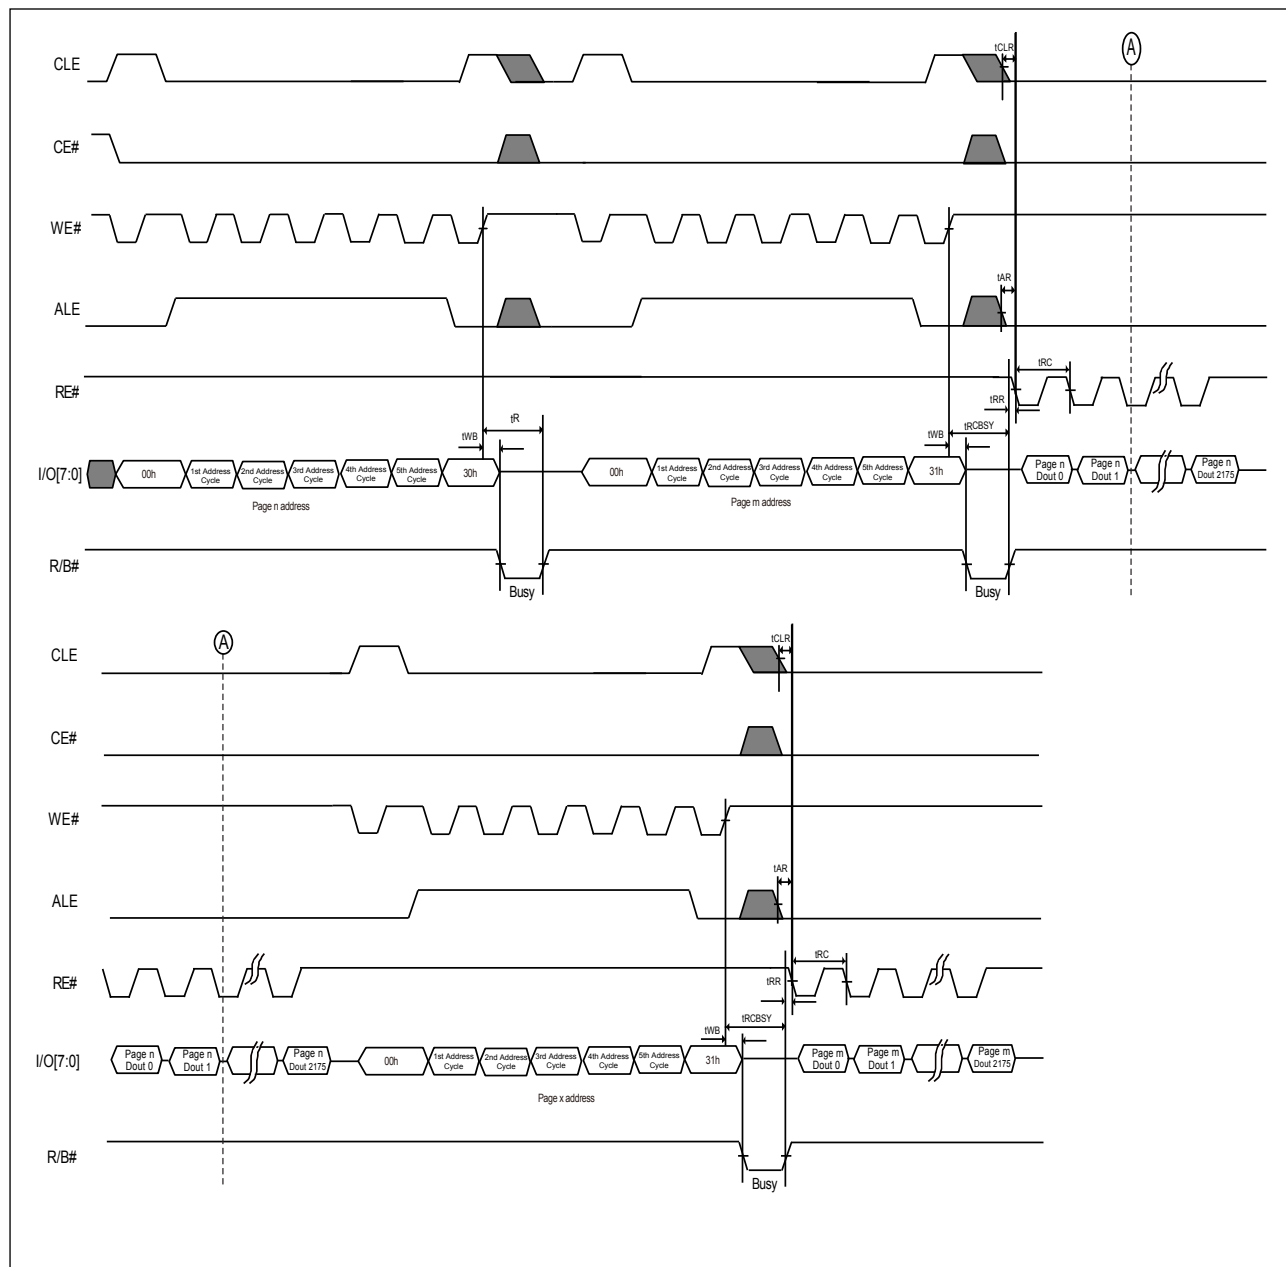 CLE
tCLR
A
CE#
WE#
ALE
tAR
RE#
tRC
tRR
tR
tRCBSY
tWB
tWB
I/O[7:0]
00h
1st Address Cycle
2nd Address Cycle
3rd Address Cycle
4th Address Cycle
5th Address Cycle
30h
00h
1st Address Cycle
2nd Address Cycle
3rd Address Cycle
4th Address Cycle
5th Address Cycle
31h
Page n Dout 0
Page n Dout 1
Page n Dout 2175
Page n address
Page m address
R/B#
Busy
Busy
A
CLE
tCLR
CE#
WE#
ALE
tAR
RE#
tRC
tRR
tRCBSY
tWB
I/O[7:0]
Page n Dout 0
Page n Dout 1
Page n Dout 2175
00h
1st Address Cycle
2nd Address Cycle
3rd Address Cycle
4th Address Cycle
5th Address Cycle
31h
Page m Dout 0
Page m Dout 1
Page m Dout 2175
Page x address
R/B#
Busy